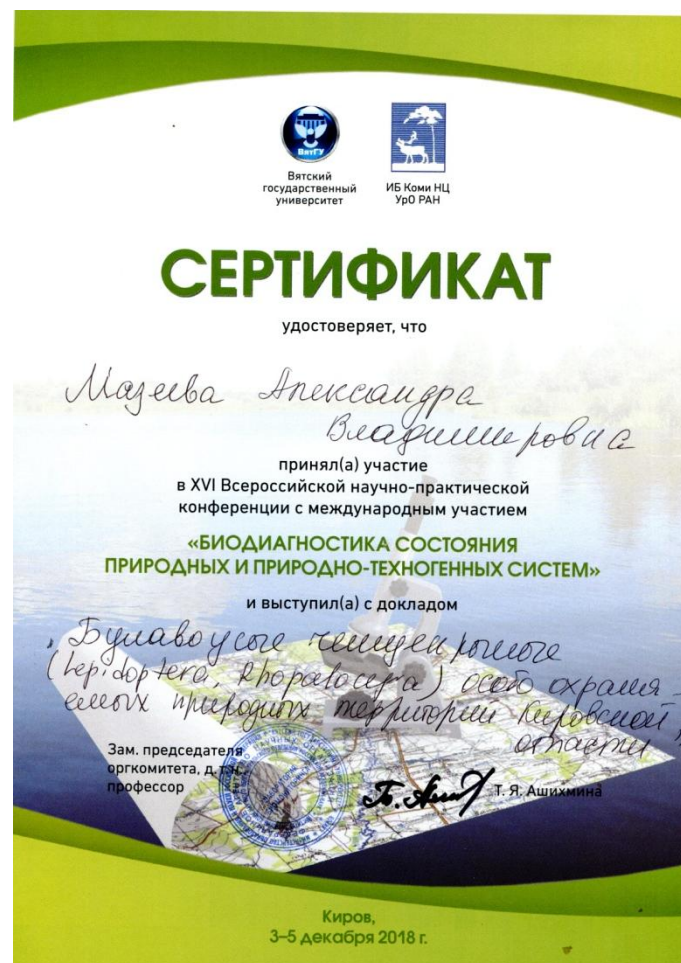 ВятГУ
Вятский
государственный
университет
ИБ Коми НЦ
УрО РАН
СЕРТИФИКАТ
удостоверяет, что
Мазеева Александра
Владимировна
принял(а) участие
в XVI Всероссийской научно-практической
конференции с международным участием
«БИОДИАГНОСТИКА СОСТОЯНИЯ
ПРИРОДНЫХ И ПРИРОДНО-ТЕХНОГЕННЫХ СИСТЕМ»
и выступил(а) с докладом
„Булавоусые чешуекрылые
(Lepidoptera, Rhopalocera) особо охраня-
емых природных территорий Кировской
области"
Зам. председателя
оргкомитета, д.т.н.,
профессор
Т. Я. Ашихмина
Киров,
3–5 декабря 2018 г.